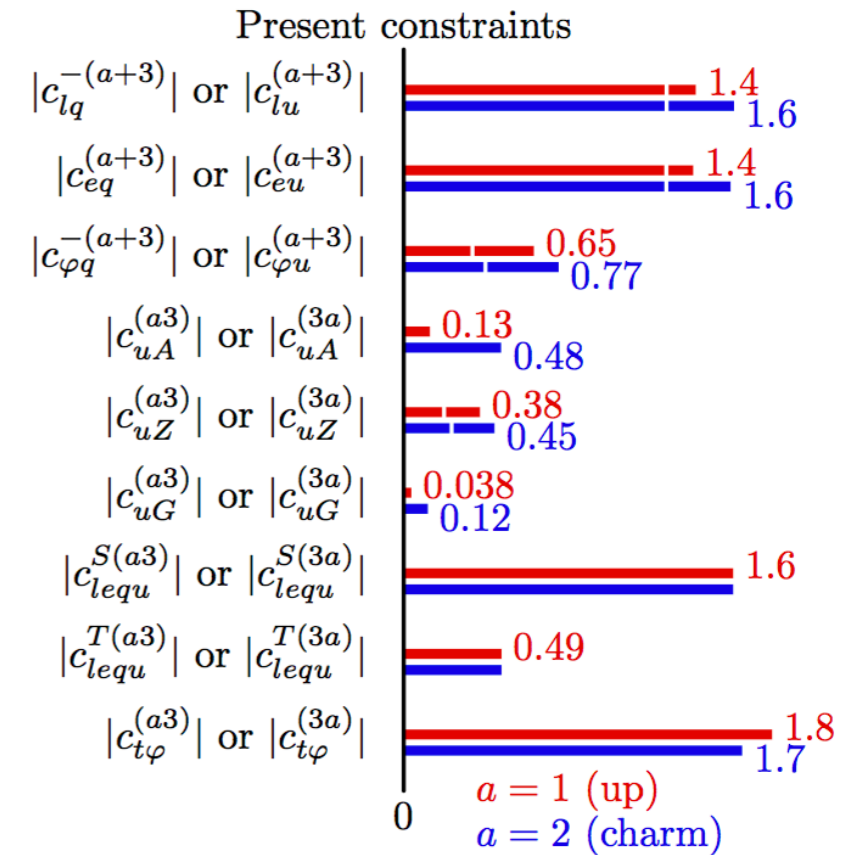 Present constraints
|c_{lq}^{-(a+3)}| or |c_{lu}^{(a+3)}| 1.4
1.6
|c_{eq}^{(a+3)}| or |c_{eu}^{(a+3)}| 1.4
1.6
|c_{φq}^{-(a+3)}| or |c_{φu}^{(a+3)}| 0.65
0.77
|c_{uA}^{(a3)}| or |c_{uA}^{(3a)}| 0.13
0.48
|c_{uZ}^{(a3)}| or |c_{uZ}^{(3a)}| 0.38
0.45
|c_{uG}^{(a3)}| or |c_{uG}^{(3a)}| 0.038
0.12
|c_{lequ}^{S(a3)}| or |c_{lequ}^{S(3a)}| 1.6
|c_{lequ}^{T(a3)}| or |c_{lequ}^{T(3a)}| 0.49
|c_{tφ}^{(a3)}| or |c_{tφ}^{(3a)}| 1.8
1.7
a = 1 (up)
0
a = 2 (charm)